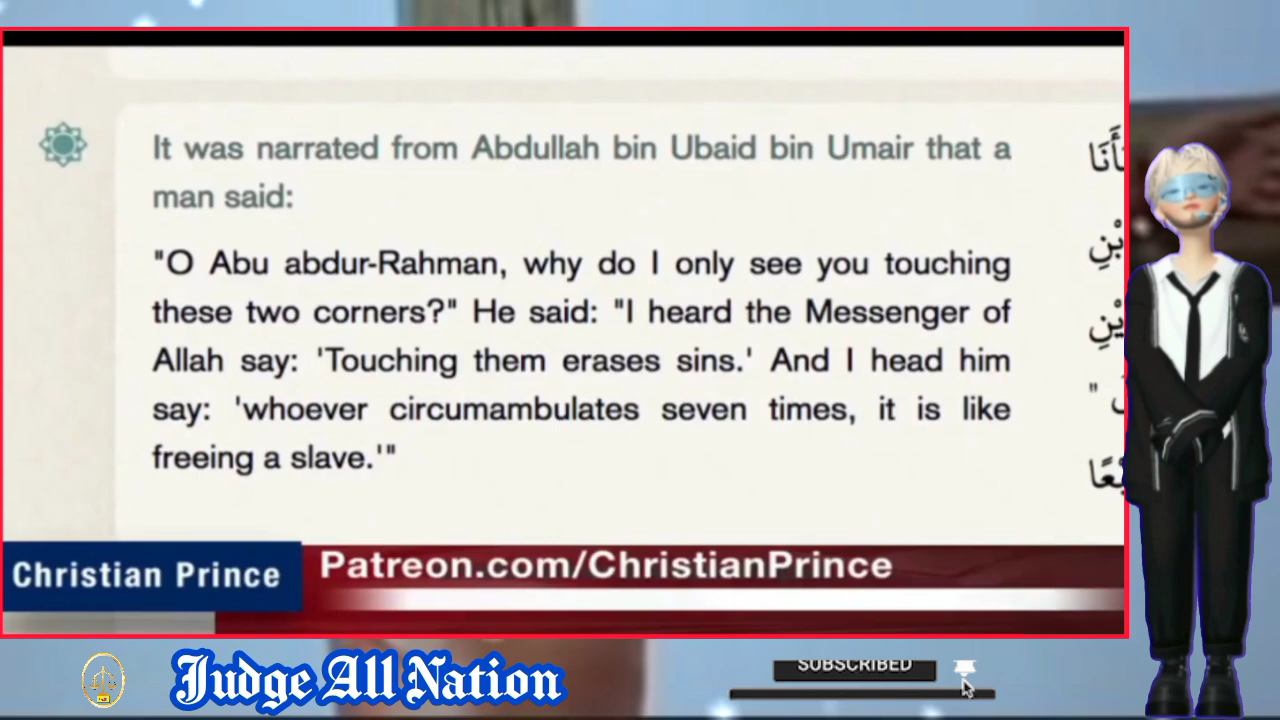 It was narrated from Abdullah bin Ubaid bin Umair that a
man said:
"O Abu abdur-Rahman, why do I only see you touching
these two corners?" He said: "I heard the Messenger of
Allah say: 'Touching them erases sins.' And I head him
say: 'whoever circumambulates seven times, it is like
freeing a slave.'"
Christian Prince
Patreon.com/ChristianPrince
Judge All Nation
SUBSCRIBED